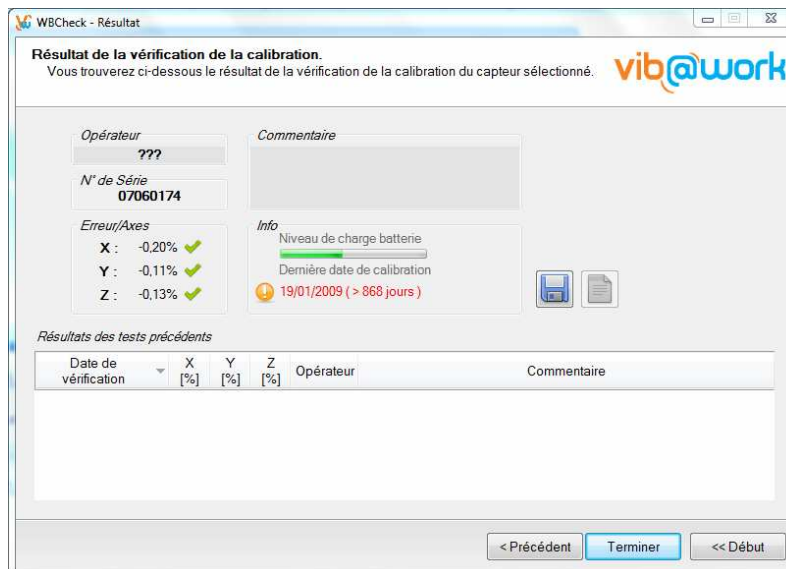 WBCheck - Résultat
Résultat de la vérification de la calibration.
Vous trouverez ci-dessous le résultat de la vérification de la calibration du capteur sélectionné.
vib@work
Opérateur
???
Commentaire
N° de Série
07060174
Erreur/Axes
X : -0,20%
Y : -0,11%
Z : -0,13%
Info
Niveau de charge batterie
Dernière date de calibration
19/01/2009 ( > 868 jours )
Résultats des tests précédents
Date de vérification X [%] Y [%] Z [%] Opérateur Commentaire
< Précédent Terminer << Début